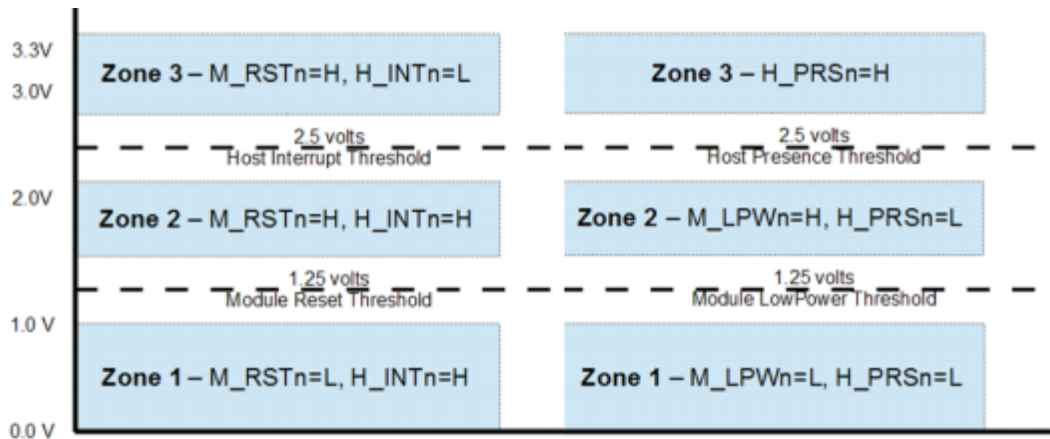 3.3V
Zone 3 – M_RSTn=H, H_INTn=L
Zone 3 – H_PRSn=H
3.0V
2.5 volts
2.5 volts
Host Interrupt Threshold
Host Presence Threshold
2.0V
Zone 2 – M_RSTn=H, H_INTn=H
Zone 2 – M_LPWn=H, H_PRSn=L
1.25 volts
1.25 volts
Module Reset Threshold
Module LowPower Threshold
1.0 V
Zone 1 – M_RSTn=L, H_INTn=H
Zone 1 – M_LPWn=L, H_PRSn=L
0.0 V